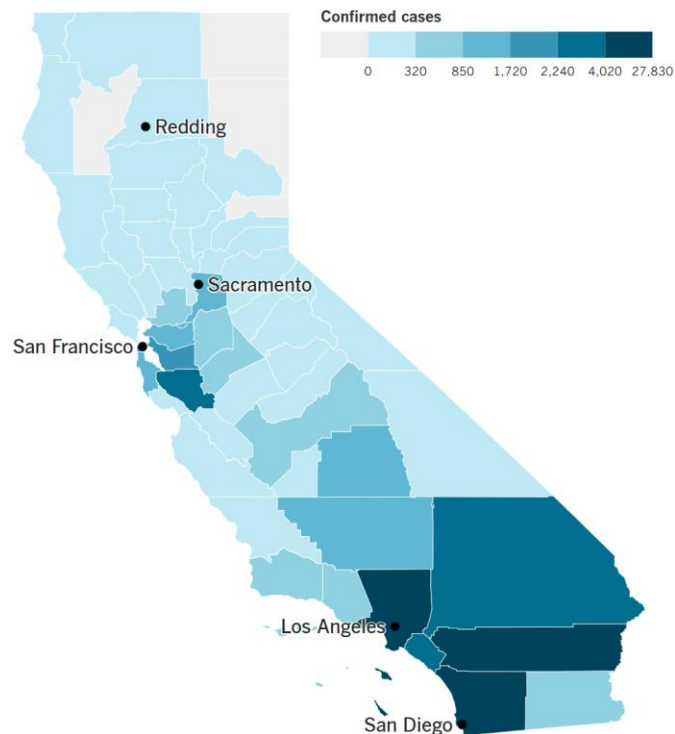 Confirmed cases
0 320 850 1,720 2,240 4,020 27,830
Redding
Sacramento
San Francisco
Los Angeles
San Diego